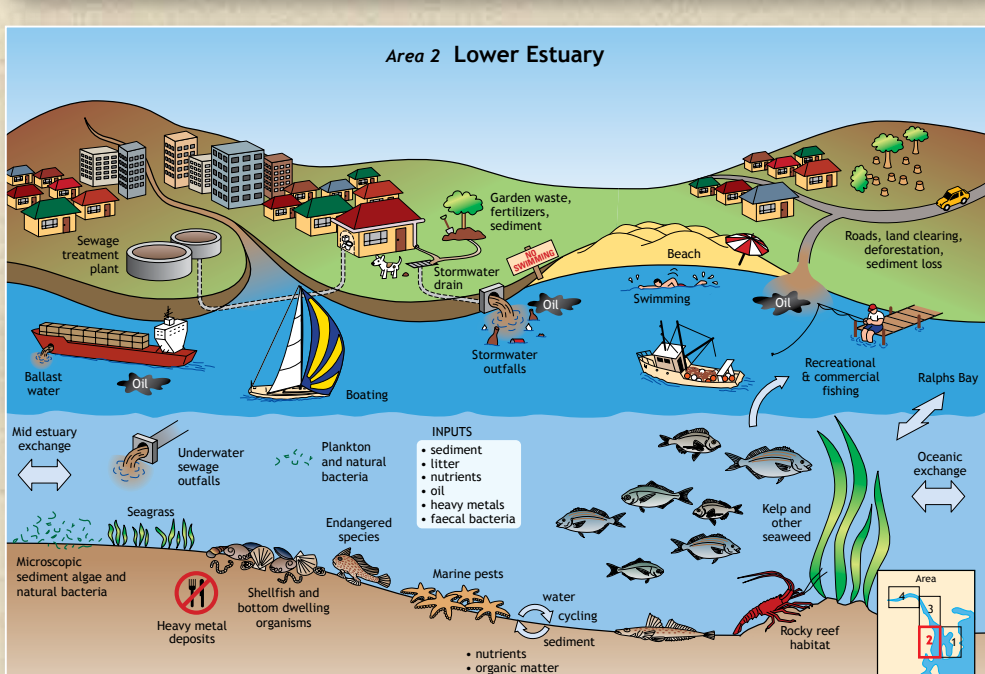 Area 2 Lower Estuary
Garden waste,
fertilizers,
sediment
Sewage
treatment
plant
Stormwater
drain
NO
SWIMMING
Beach
Roads, land clearing,
deforestation,
sediment loss
Oil
Swimming
Oil
Ballast
water
Oil
Boating
Stormwater
outfalls
Recreational
& commercial
fishing
Ralphs Bay
Mid estuary
exchange
Underwater
sewage
outfalls
Plankton
and natural
bacteria
INPUTS
• sediment
• litter
• nutrients
• oil
• heavy metals
• faecal bacteria
Oceanic
exchange
Seagrass
Endangered
species
Kelp and
other
seaweed
Microscopic
sediment algae and
natural bacteria
Heavy metal
deposits
Shellfish and
bottom dwelling
organisms
Marine pests
water
cycling
sediment
• nutrients
• organic matter
Rocky reef
habitat
Area
4
3
2
1